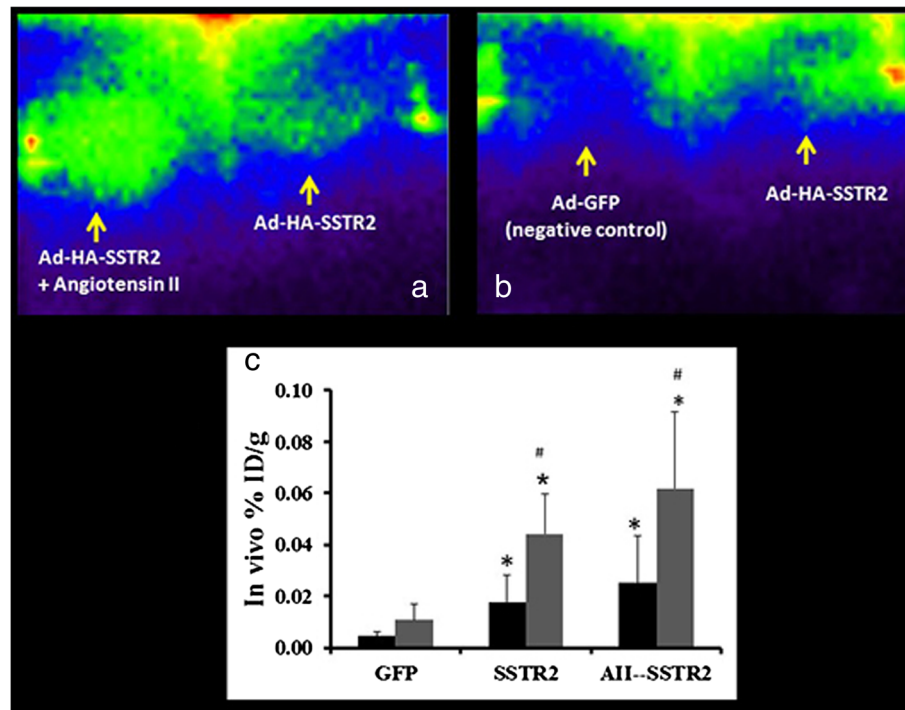 Ad-HA-SSTR2
+ Angiotensin II
Ad-HA-SSTR2
a
Ad-GFP
(negative control)
Ad-HA-SSTR2
b
c
In vivo % ID/g
0.10
0.08
0.06
0.04
0.02
0.00
*
#
*
*
#
*
GFP
SSTR2
AII--SSTR2